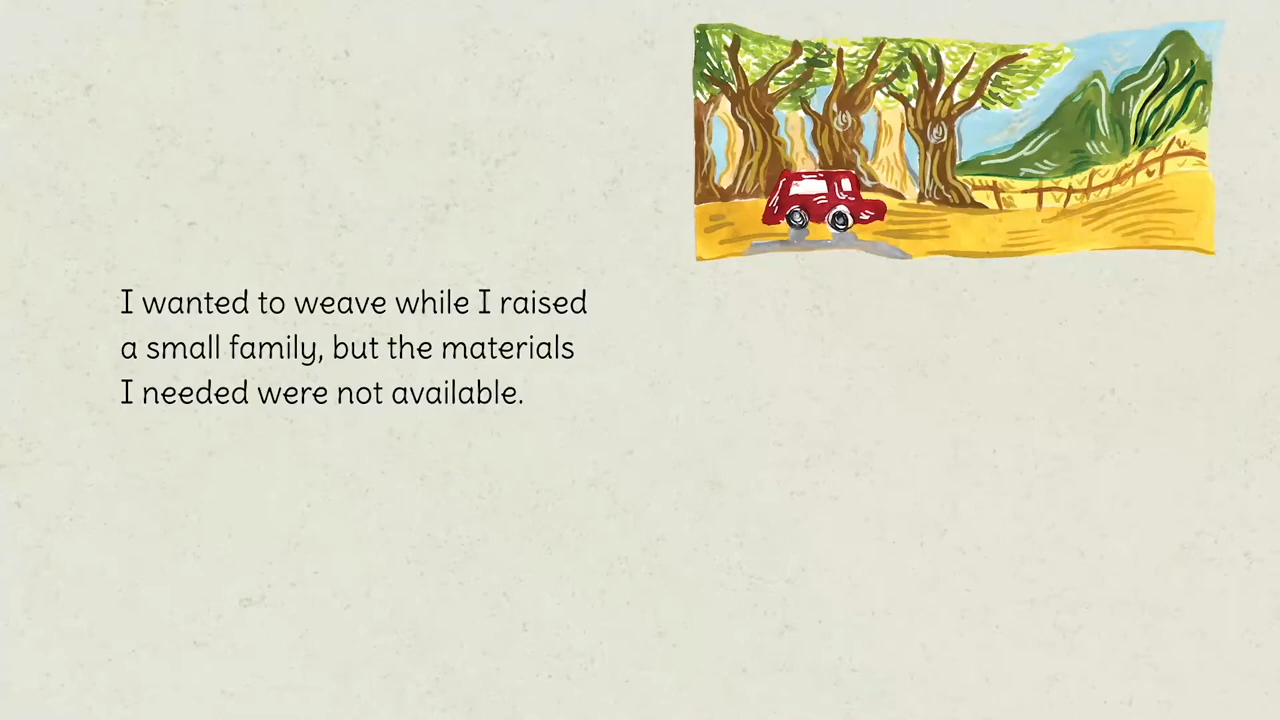 I wanted to weave while I raised
a small family, but the materials
I needed were not available.